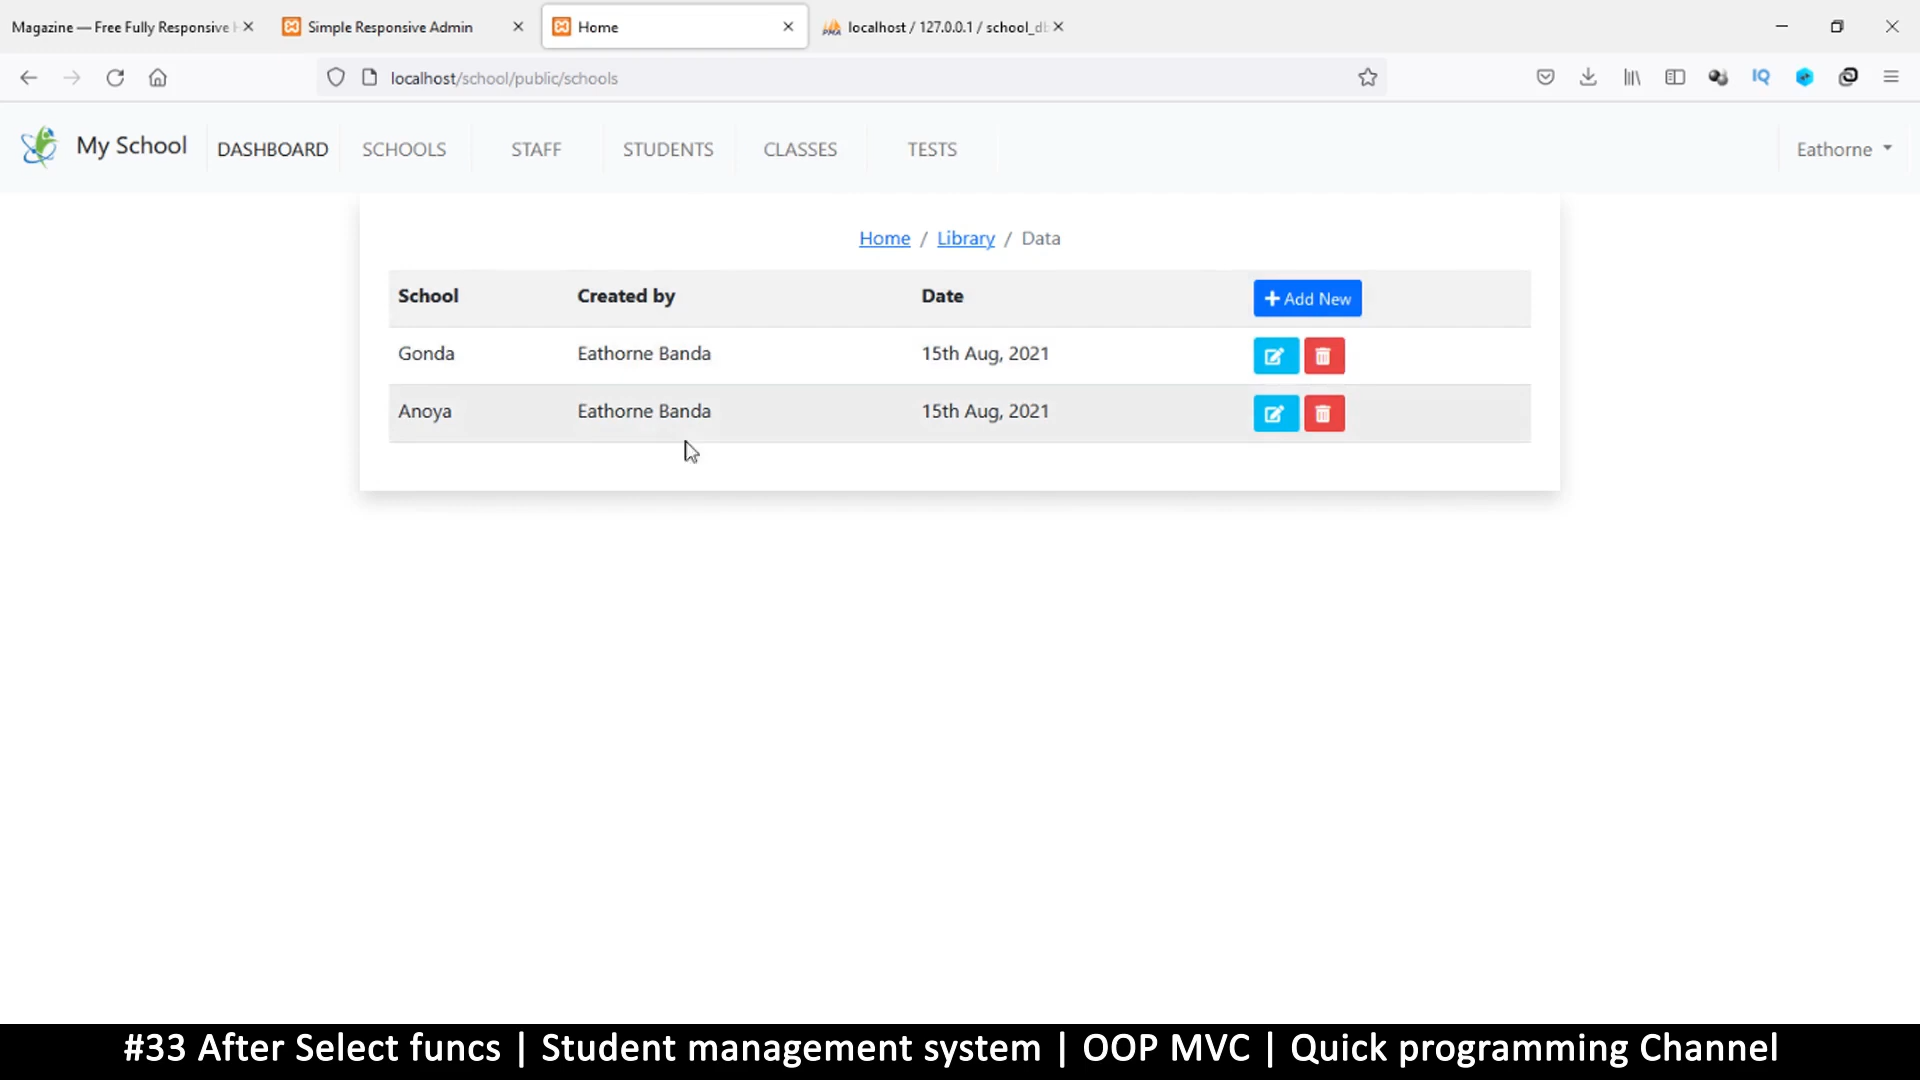 Magazine — Free Fully Responsive
Simple Responsive Admin
Home
localhost / 127.0.0.1 / school_db
localhost/school/public/schools
IQ
My School
DASHBOARD
SCHOOLS
STAFF
STUDENTS
CLASSES
TESTS
Eathorne
Home / Library / Data
School Created by Date + Add New
Gonda Eathorne Banda 15th Aug, 2021
Anoya Eathorne Banda 15th Aug, 2021
#33 After Select funcs | Student management system | OOP MVC | Quick programming Channel